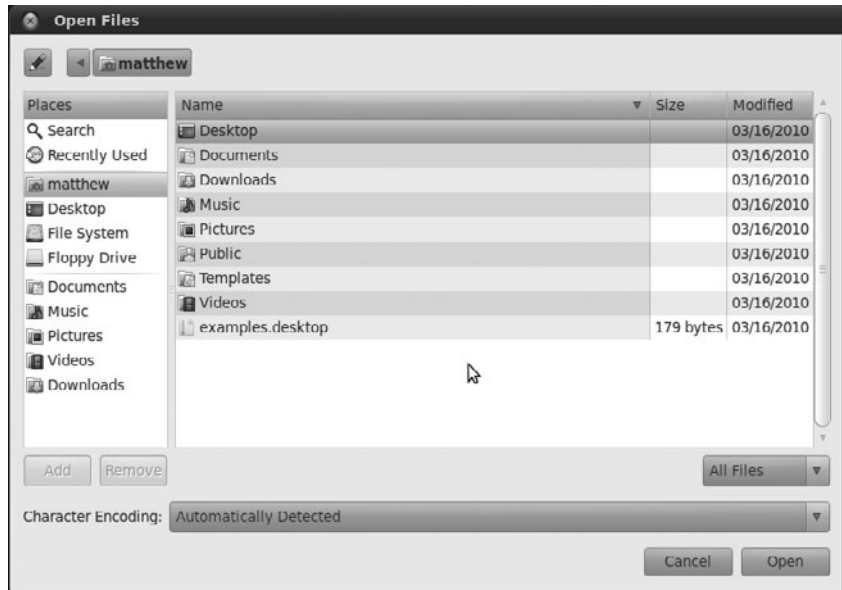 Open Files
matthew
Places
Search
Recently Used
matthew
Desktop
File System
Floppy Drive
Documents
Music
Pictures
Videos
Downloads
Name Size Modified
Desktop 03/16/2010
Documents 03/16/2010
Downloads 03/16/2010
Music 03/16/2010
Pictures 03/16/2010
Public 03/16/2010
Templates 03/16/2010
Videos 03/16/2010
examples.desktop 179 bytes 03/16/2010
Add Remove
All Files
Character Encoding: Automatically Detected
Cancel Open